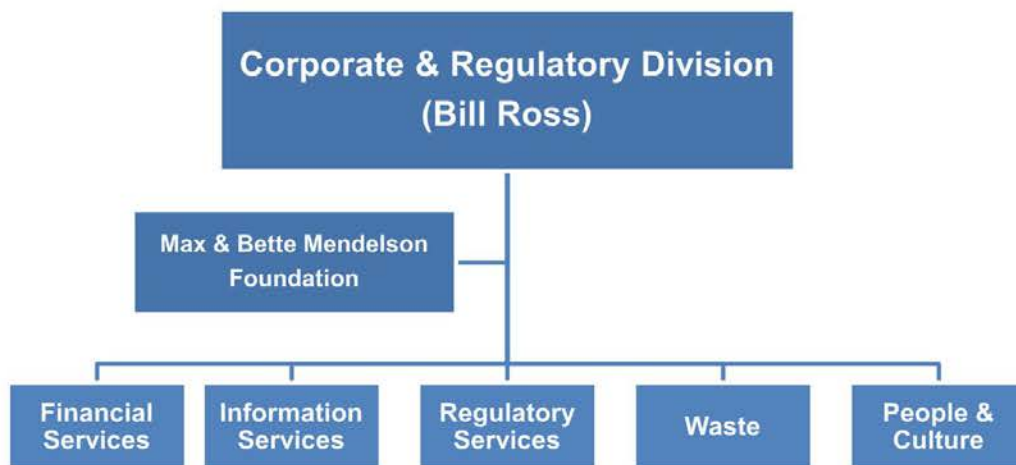 Corporate & Regulatory Division
(Bill Ross)
Max & Bette Mendelson
Foundation
Financial
Services
Information
Services
Regulatory
Services
Waste
People &
Culture